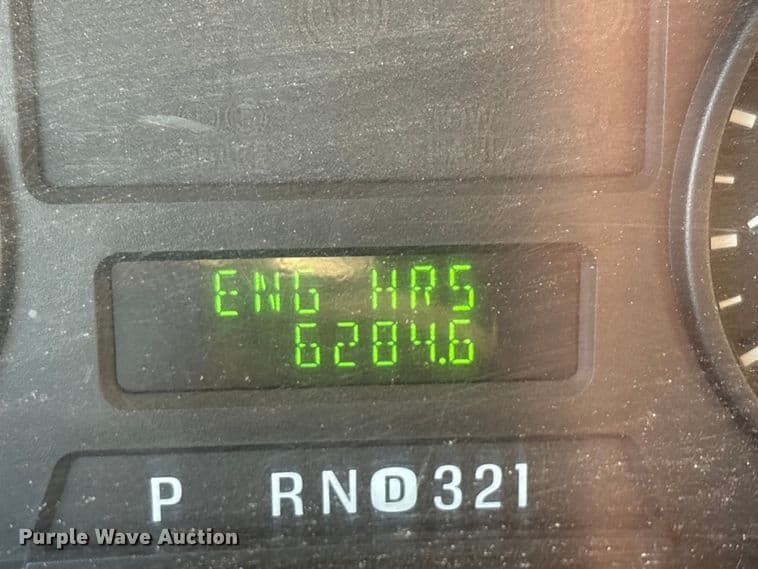 ENG HRS
6284.6
P RND321
Purple Wave Auction